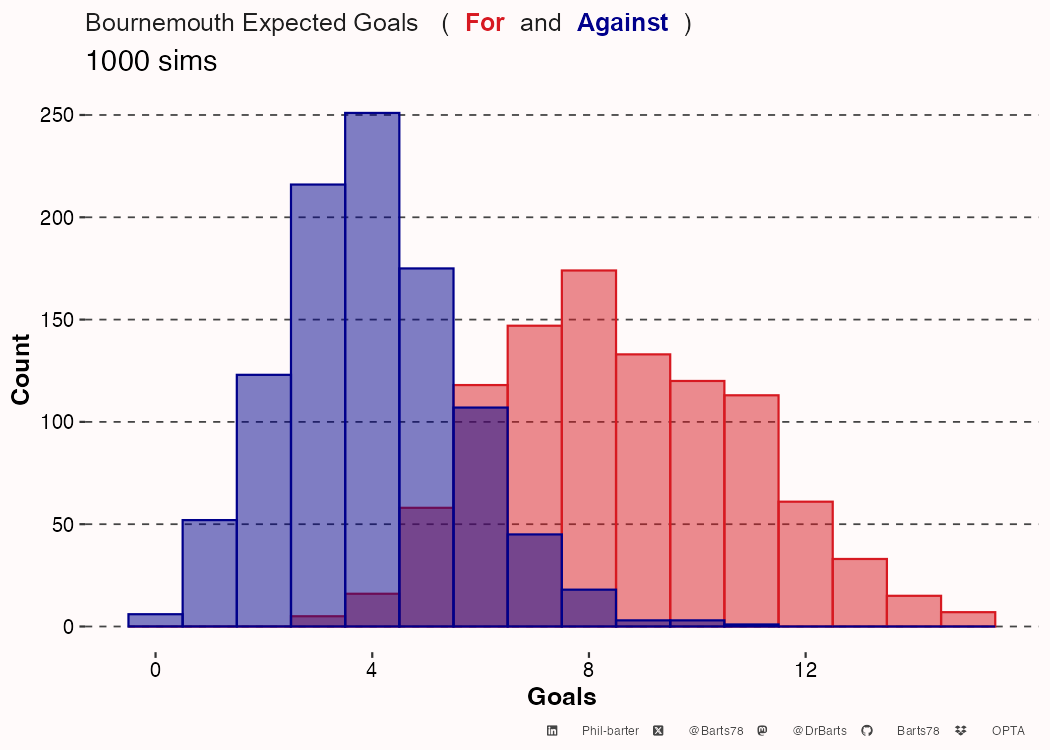 Bournemouth Expected Goals ( For and Against )
1000 sims
250
200
150
100
50
0
Count
0 4 8 12
Goals
Phil-barter @Barts78 @DrBarts Barts78 OPTA